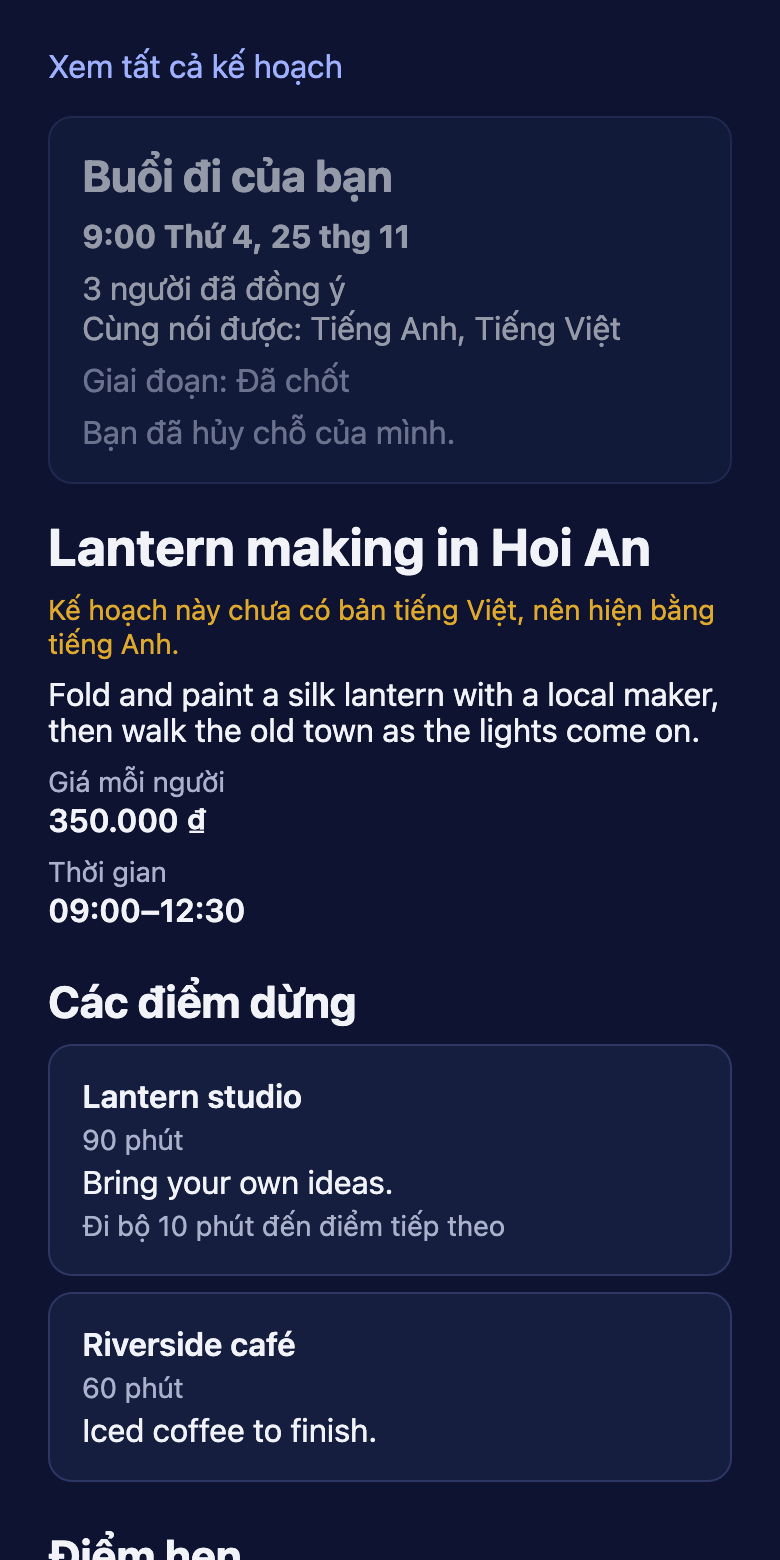 Xem tất cả kế hoạch
Buổi đi của bạn
9:00 Thứ 4, 25 thg 11
3 người đã đồng ý
Cùng nói được: Tiếng Anh, Tiếng Việt
Giai đoạn: Đã chốt
Bạn đã hủy chỗ của mình.
Lantern making in Hoi An
Kế hoạch này chưa có bản tiếng Việt, nên hiện bằng
tiếng Anh.
Fold and paint a silk lantern with a local maker,
then walk the old town as the lights come on.
Giá mỗi người
350.000 ₫
Thời gian
09:00–12:30
Các điểm dừng
Lantern studio
90 phút
Bring your own ideas.
Đi bộ 10 phút đến điểm tiếp theo
Riverside café
60 phút
Iced coffee to finish.
Điểm hẹn